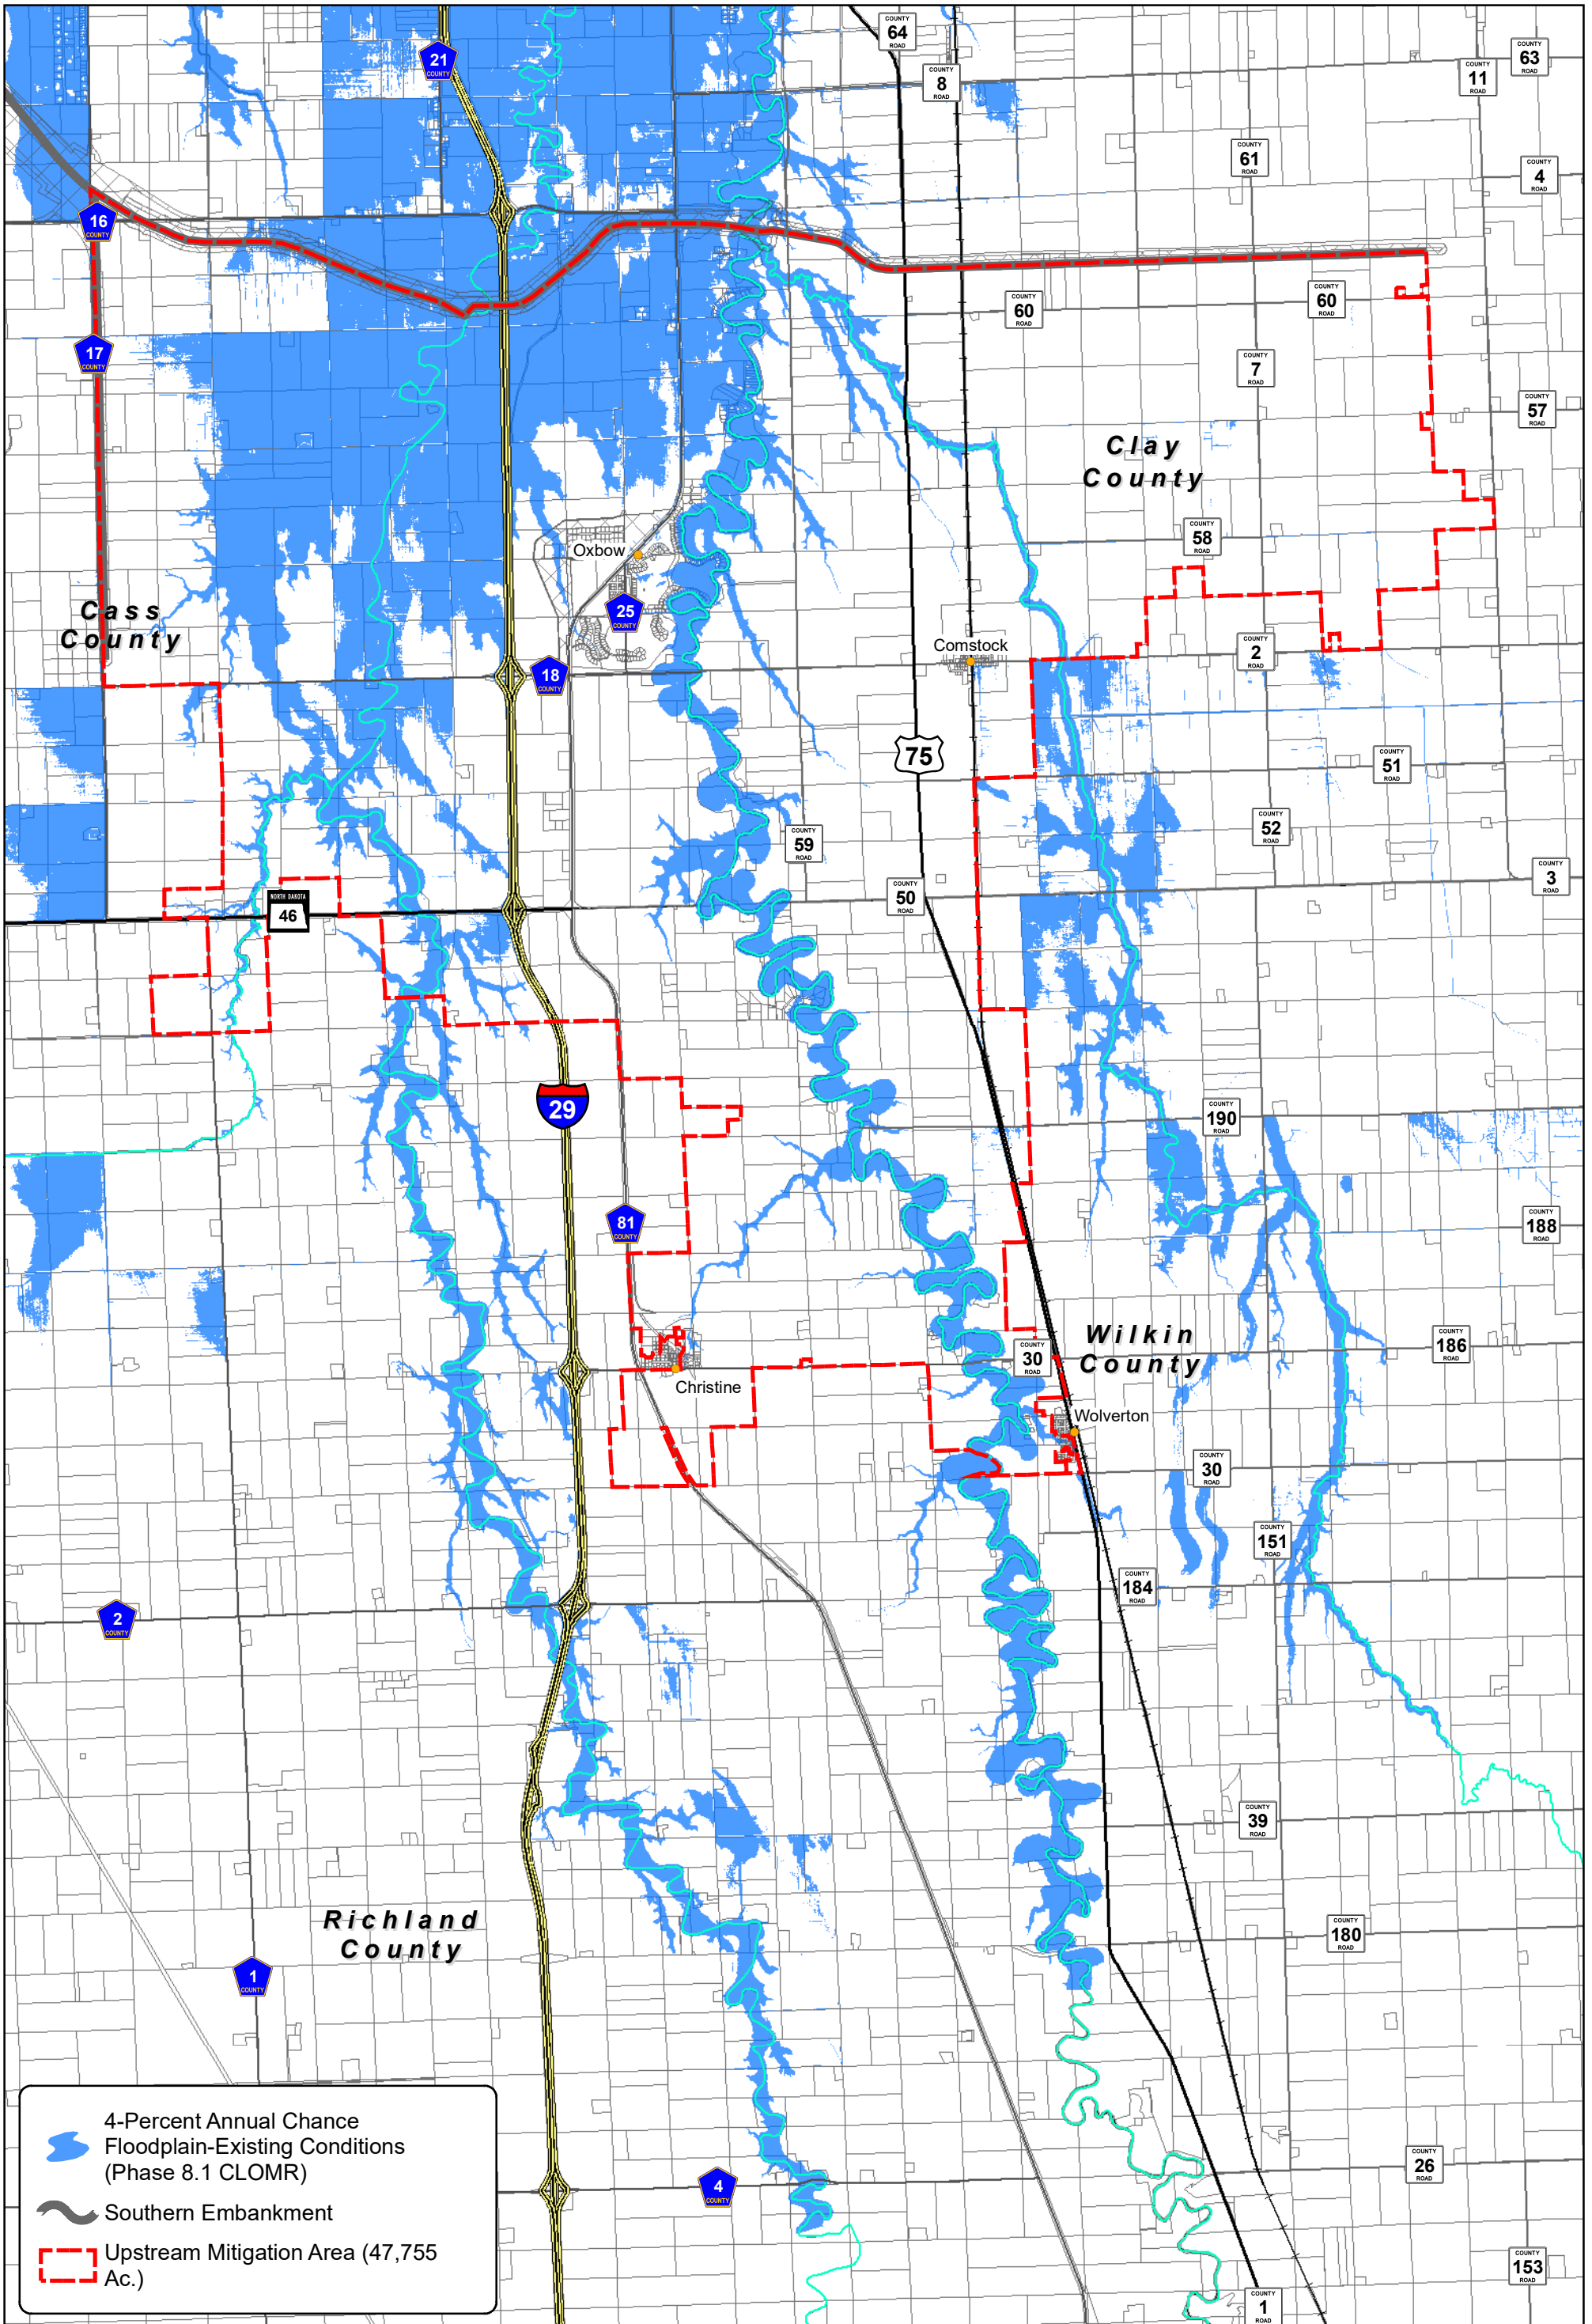 COUNTY
64
ROAD
21
COUNTY
COUNTY
63
ROAD
COUNTY
11
ROAD
COUNTY
8
ROAD
COUNTY
61
ROAD
COUNTY
4
ROAD
16
COUNTY
COUNTY
60
ROAD
COUNTY
60
ROAD
17
COUNTY
COUNTY
7
ROAD
COUNTY
57
ROAD
Clay
County
COUNTY
58
ROAD
Oxbow
25
COUNTY
Cass
County
Comstock
COUNTY
2
ROAD
18
COUNTY
75
COUNTY
51
ROAD
COUNTY
52
ROAD
COUNTY
59
ROAD
COUNTY
3
ROAD
COUNTY
50
ROAD
NORTH DAKOTA
46
29
COUNTY
190
ROAD
81
COUNTY
COUNTY
188
ROAD
Wilkin
County
COUNTY
186
ROAD
COUNTY
30
ROAD
Christine
Wolverton
COUNTY
30
ROAD
COUNTY
151
ROAD
COUNTY
184
ROAD
2
COUNTY
COUNTY
39
ROAD
Richland
County
COUNTY
180
ROAD
1
COUNTY
COUNTY
26
ROAD
4
COUNTY
COUNTY
153
ROAD
COUNTY
1
ROAD
4-Percent Annual Chance
Floodplain-Existing Conditions
(Phase 8.1 CLOMR)
Southern Embankment
Upstream Mitigation Area (47,755
Ac.)